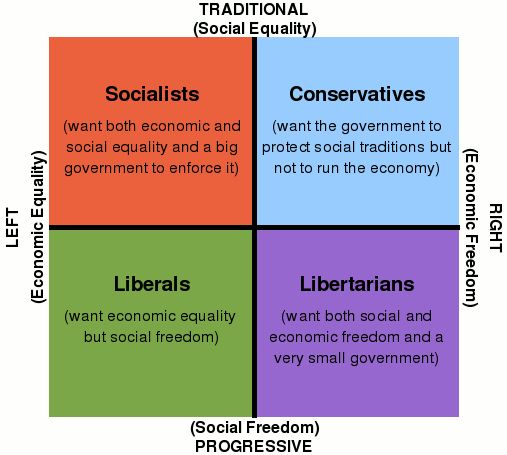 TRADITIONAL
(Social Equality)
Socialists
(want both economic and
social equality and a big
government to enforce it)
Conservatives
(want the government to
protect social traditions but
not to run the economy)
LEFT
(Economic Equality)
(Economic Freedom)
RIGHT
Liberals
(want economic equality
but social freedom)
Libertarians
(want both social and
economic freedom and a
very small government)
(Social Freedom)
PROGRESSIVE